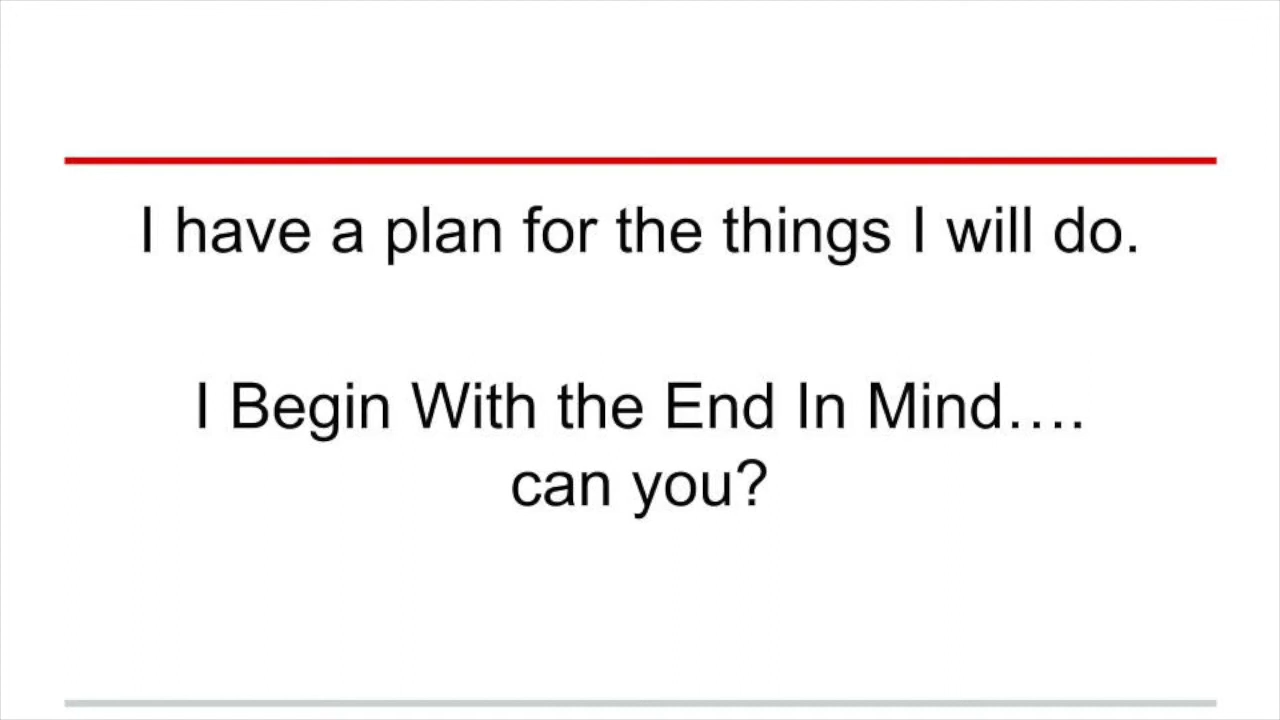 I have a plan for the things I will do.
I Begin With the End In Mind....
can you?